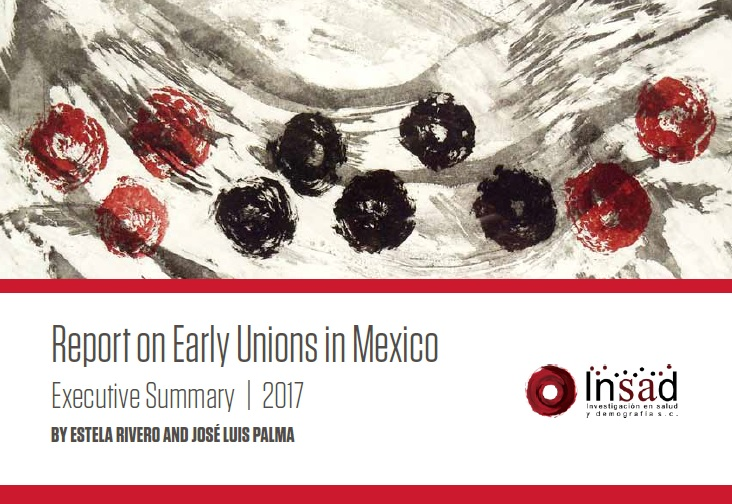 Report on Early Unions in Mexico
Executive Summary | 2017
BY ESTELA RIVERO AND JOSÉ LUIS PALMA
Insad
Investigación en salud
y demografía s.c.